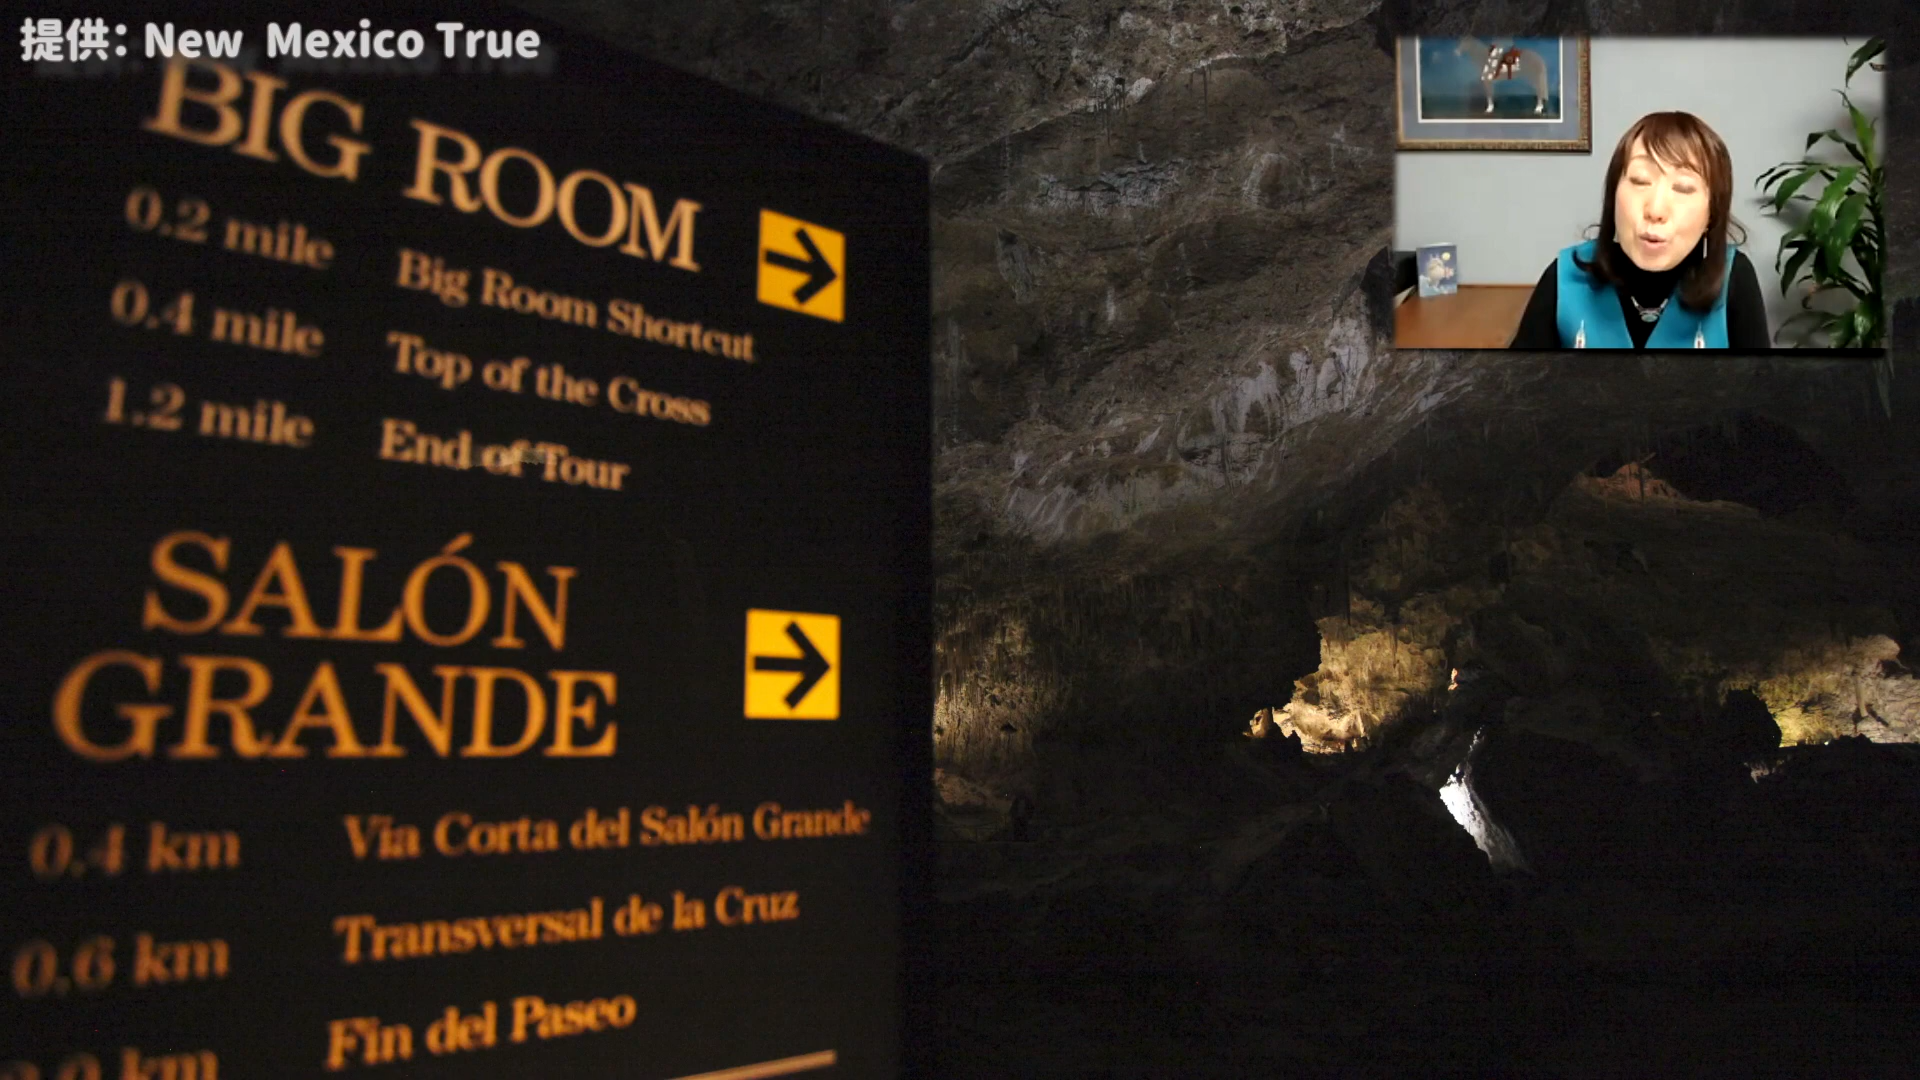 提供: New Mexico True
BIG ROOM
0.2 mile Big Room Shortcut
0.4 mile Top of the Cross
1.2 mile End of Tour
SALÓN
GRANDE
0.4 km Vía Corta del Salón Grande
0.6 km Transversal de la Cruz
Fin del Paseo